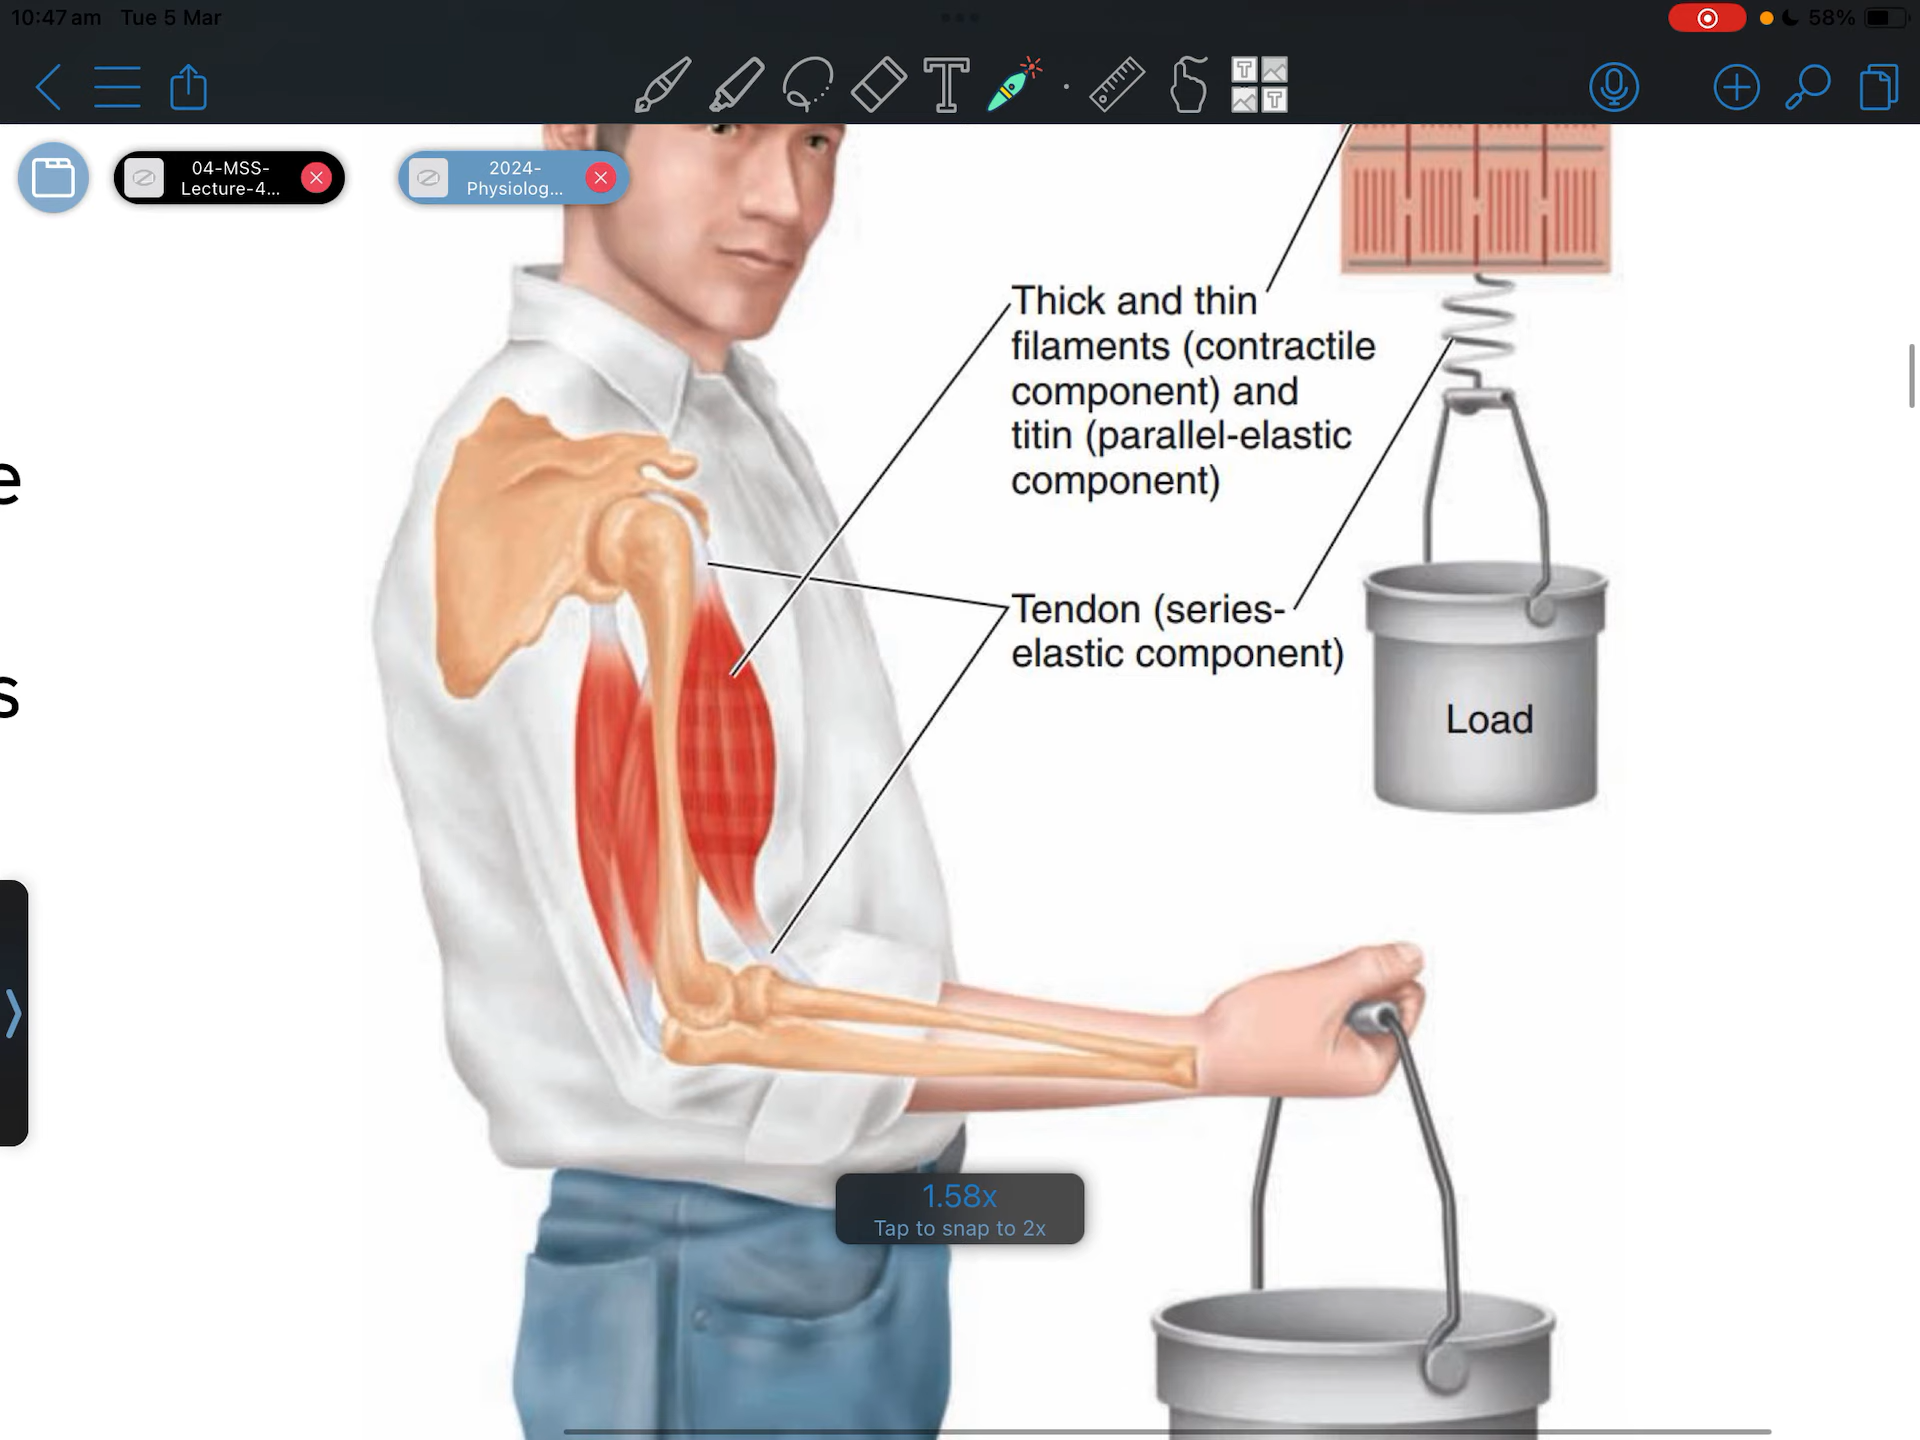 10:47 am Tue 5 Mar
58%
04-MSS-
Lecture-4...
2024-
Physiolog...
e
s
Thick and thin
filaments (contractile
component) and
titin (parallel-elastic
component)
Tendon (series-
elastic component)
Load
1.58x
Tap to snap to 2x